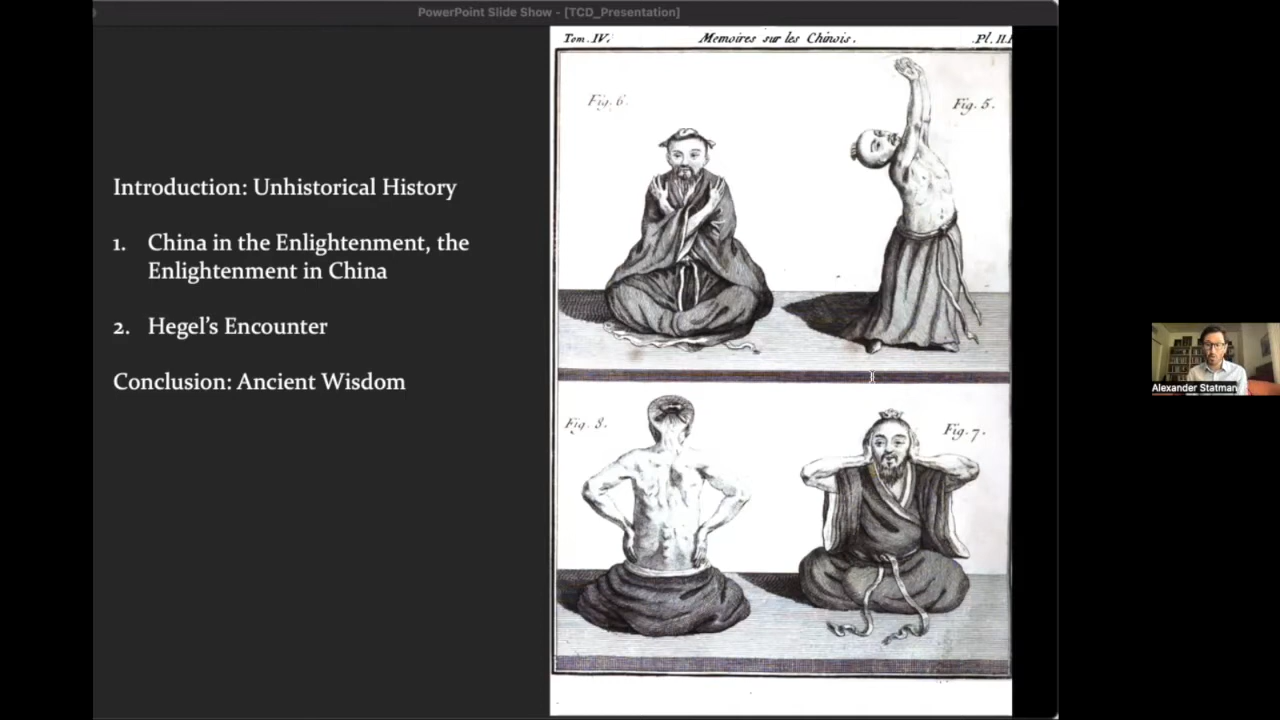 PowerPoint Slide Show - [TCD_Presentation]
Introduction: Unhistorical History
1. China in the Enlightenment, the
Enlightenment in China
2. Hegel’s Encounter
Conclusion: Ancient Wisdom
Tom. IV. Memoires sur les Chinois. Pl. II.
Fig. 6. Fig. 5.
Fig. 8. Fig. 7.
Alexander Statman